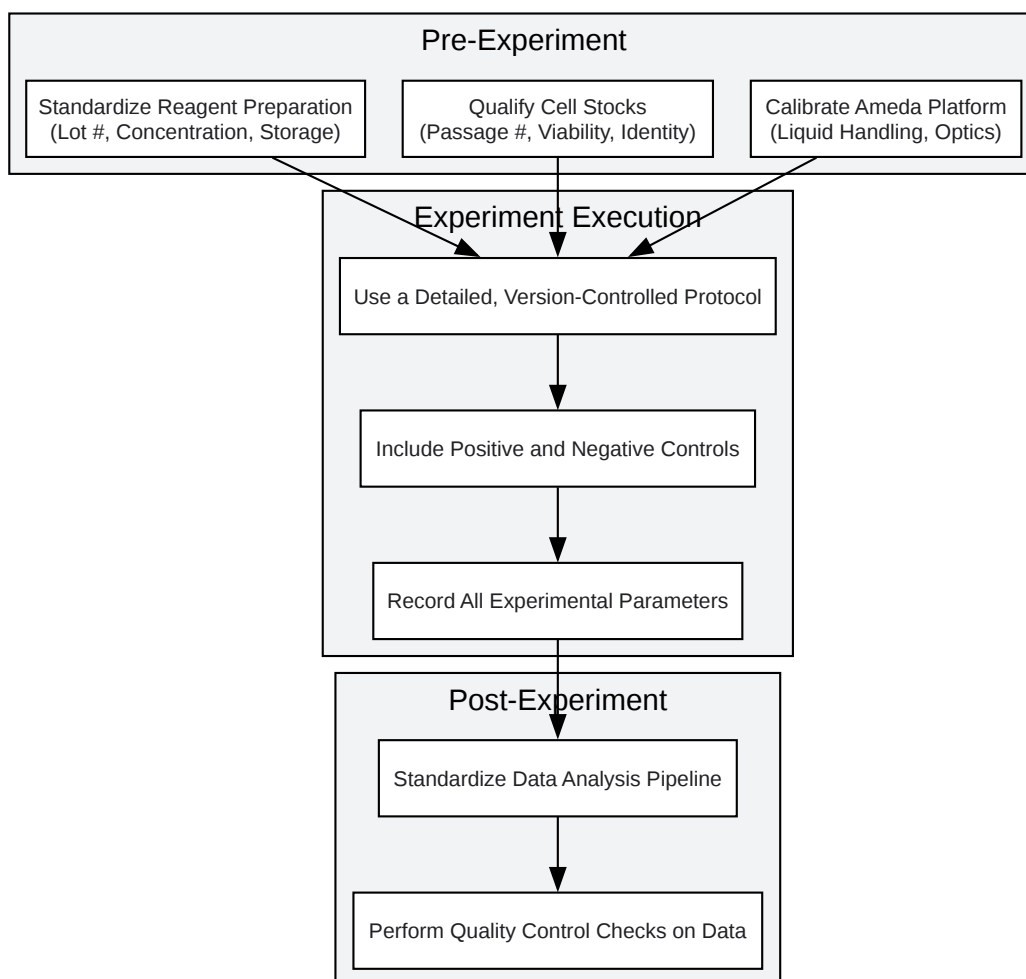 Pre-Experiment
Standardize Reagent Preparation
(Lot #, Concentration, Storage)
Qualify Cell Stocks
(Passage #, Viability, Identity)
Calibrate Ameda Platform
(Liquid Handling, Optics)
Experiment Execution
Use a Detailed, Version-Controlled Protocol
Include Positive and Negative Controls
Record All Experimental Parameters
Post-Experiment
Standardize Data Analysis Pipeline
Perform Quality Control Checks on Data